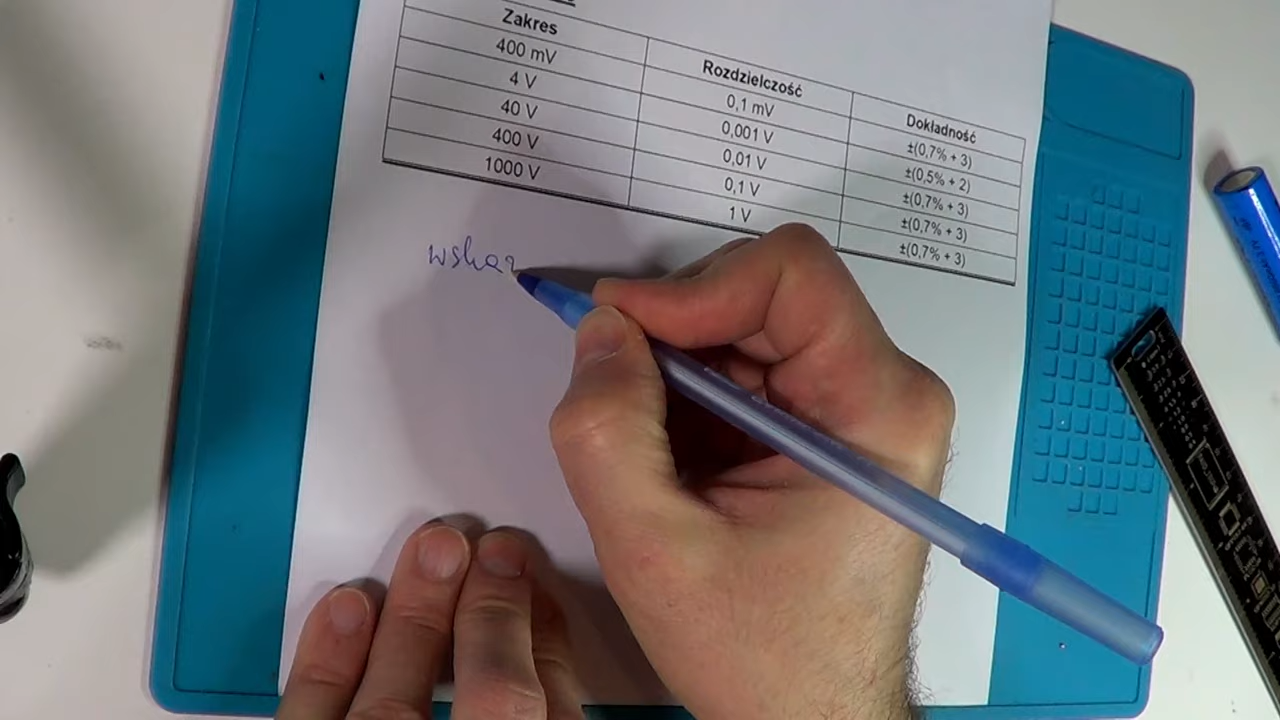 Zakres Rozdzielczość Dokładność
400 mV 0,1 mV ±(0,7% + 3)
4 V 0,001 V ±(0,5% + 2)
40 V 0,01 V ±(0,7% + 3)
400 V 0,1 V ±(0,7% + 3)
1000 V 1 V ±(0,7% + 3)
wskaz